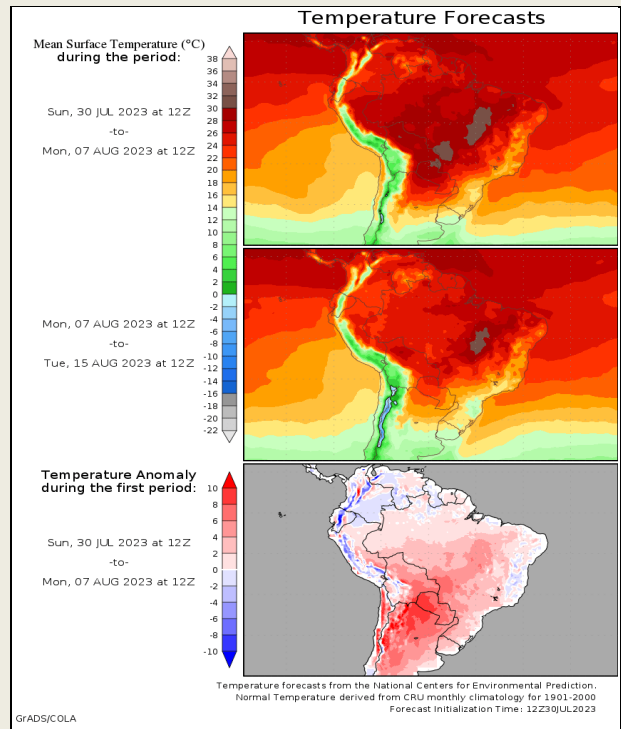 Temperature Forecasts
Mean Surface Temperature (°C)
during the period:
Sun, 30 JUL 2023 at 12Z
-to-
Mon, 07 AUG 2023 at 12Z
38
36
34
32
30
28
26
24
22
20
18
16
14
12
10
8
6
4
2
0
-2
-4
-6
-8
-10
-12
-14
-16
-18
-20
-22
Mon, 07 AUG 2023 at 12Z
-to-
Tue, 15 AUG 2023 at 12Z
Temperature Anomaly
during the first period:
Sun, 30 JUL 2023 at 12Z
-to-
Mon, 07 AUG 2023 at 12Z
10
8
6
4
2
0
-2
-4
-6
-8
-10
Temperature forecasts from the National Centers for Environmental Prediction.
Normal Temperature derived from CRU monthly climatology for 1901-2000
Forecast Initialization Time: 12Z30JUL2023
GrADS/COLA